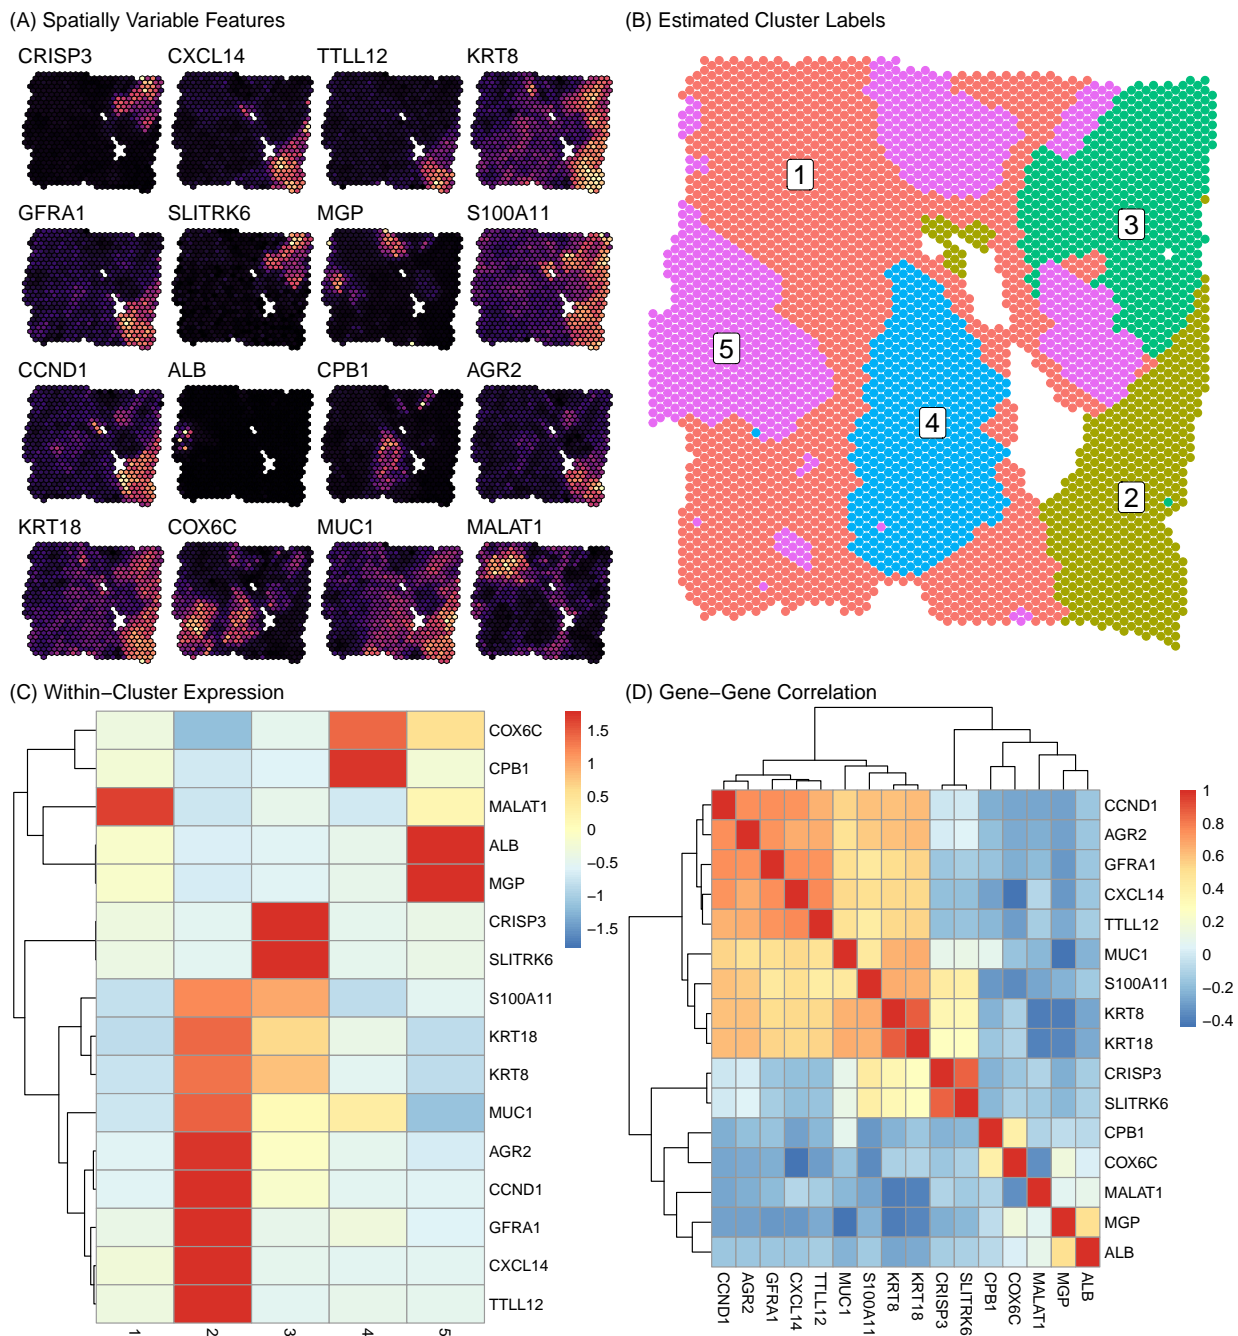 (A) Spatially Variable Features
CRISP3 CXCL14 TTLL12 KRT8
GFRA1 SLITRK6 MGP S100A11
CCND1 ALB CPB1 AGR2
KRT18 COX6C MUC1 MALAT1
(B) Estimated Cluster Labels
1
3
5
4
2
(C) Within−Cluster Expression
COX6C
CPB1
MALAT1
ALB
MGP
CRISP3
SLITRK6
S100A11
KRT18
KRT8
MUC1
AGR2
CCND1
GFRA1
CXCL14
TTLL12
1 2 3 4 5
1.5
1
0.5
0
−0.5
−1
−1.5
(D) Gene−Gene Correlation
CCND1
AGR2
GFRA1
CXCL14
TTLL12
MUC1
S100A11
KRT8
KRT18
CRISP3
SLITRK6
CPB1
COX6C
MALAT1
MGP
ALB
CCND1 AGR2 GFRA1 CXCL14 TTLL12 MUC1 S100A11 KRT8 KRT18 CRISP3 SLITRK6 CPB1 COX6C MALAT1 MGP ALB
1
0.8
0.6
0.4
0.2
0
−0.2
−0.4